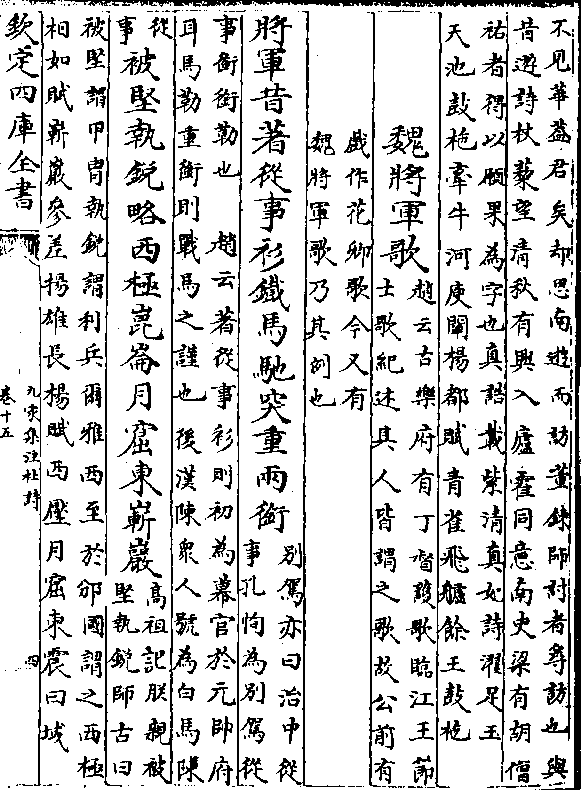 不見華蓋君矣却思南遊而訪董鍊師討者尋訪也與
昔遊詩杖藜望清秋有興入廬霍同意南史梁有胡僧
祐者得以願果為字也真誥載紫清真妃詩濯足玉
天池鼓枻牽牛河庾闡楊都賦青雀飛艫餘王鼓枻
魏將軍歌
趙云古樂府有丁督護歌臨江王節
士歌紀述其人皆謂之歌故公前有
戲作花卿歌今又有
魏將軍歌乃其例也
將軍昔著從事衫鐵馬馳突重兩銜
別駕亦曰治中從
事孔恂為別駕從
事銜銜勒也 趙云著從事衫則初為幕官於元帥府
耳馬勒重銜則戰馬之謹也後漢陳衆人號為白馬陳
從
事
被堅執銳略西極崑崙月窟東嶄巖
高祖記朕親被
堅執銳師古曰
被堅謂甲胄執銳謂利兵爾雅西至於邠國謂之西極
相如賦嶄巖參差揚雄長楊賦西壓月窟東震日域
欽定四庫全書
九家集注杜詩
卷十五
四